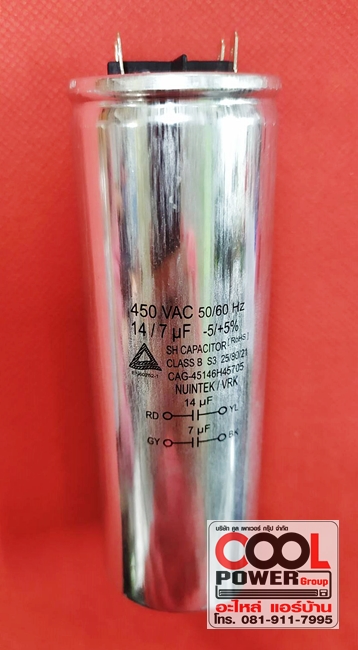 450 VAC 50/60 Hz
14 / 7 µF -5/+5%
SH CAPACITOR [RoHS]
CLASS B S3 25/80/21
CAG-45146H45705
NUINTEK / VRK
14 µF
RD YL
7 µF
GY BK
บริษัท คูล เพาเวอร์ กรุ๊ป จำกัด
COOL
POWER Group
อะไหล่ แอร์บ้าน
โทร. 081-911-7995